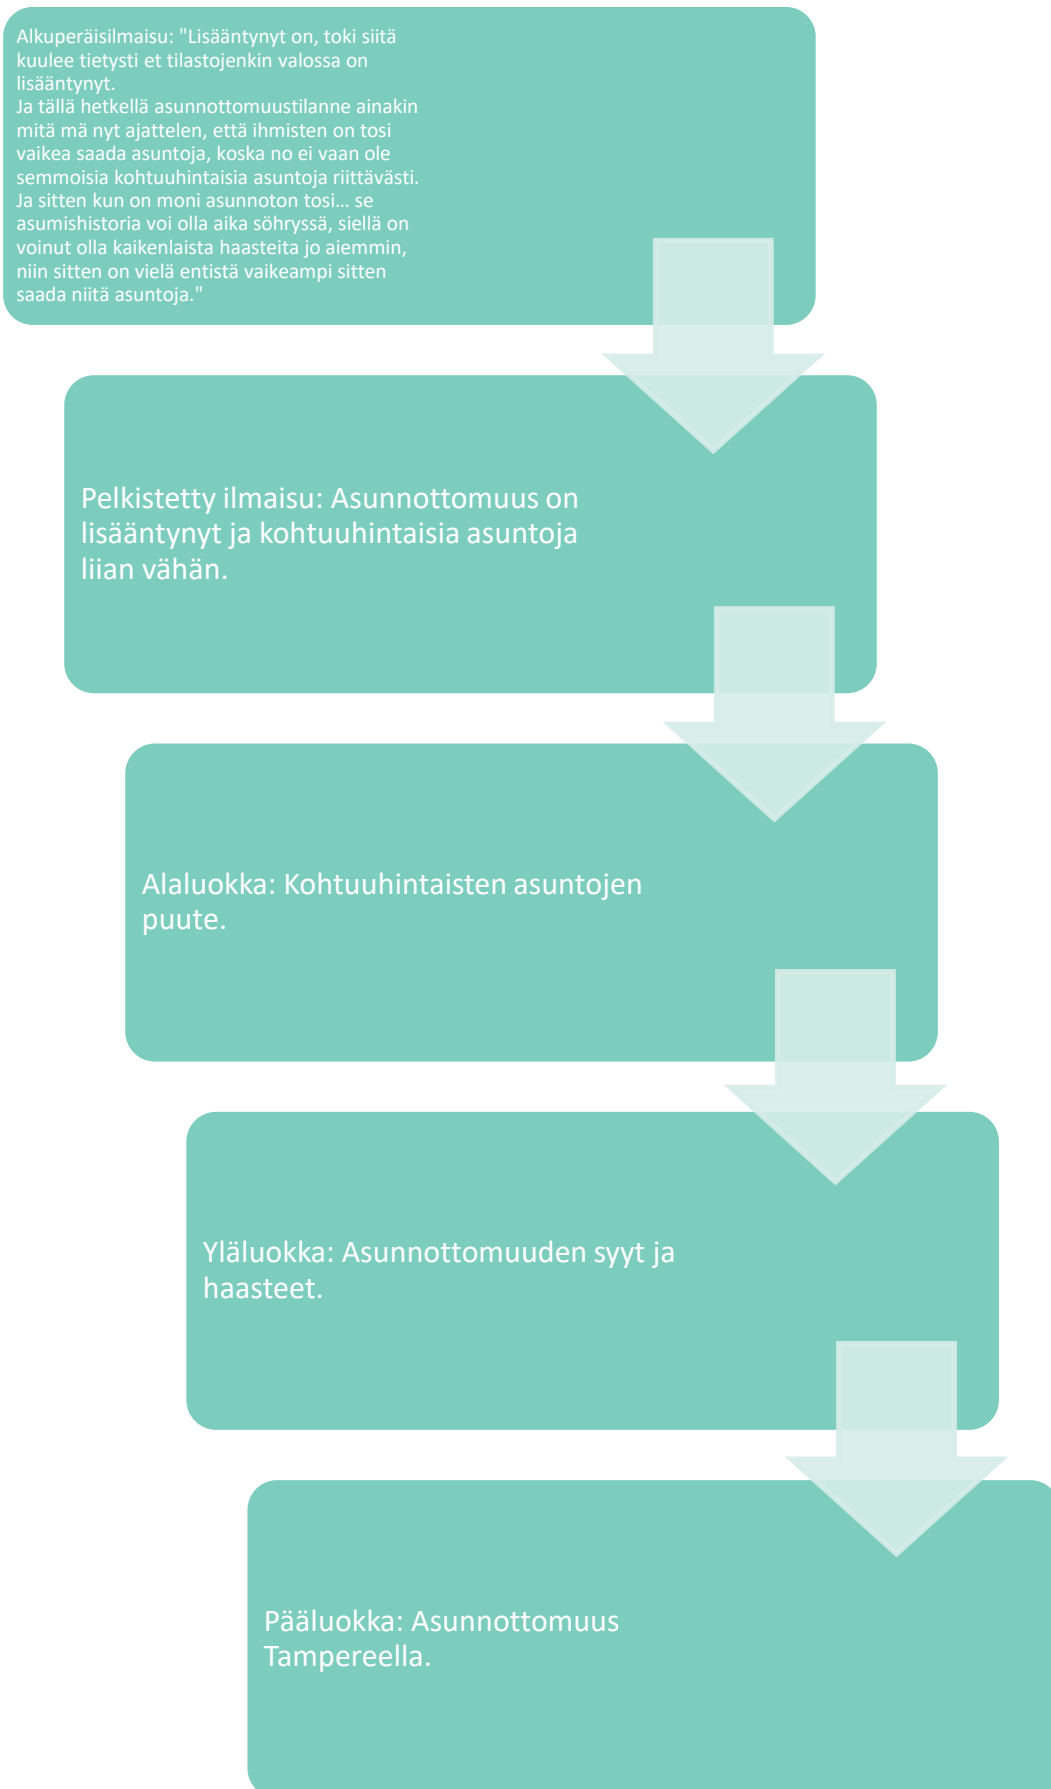 Alkuperäisilmaisu: "Lisääntynyt on, toki siitä
kuulee tietysti et tilastojenkin valossa on
lisääntynyt.
Ja tällä hetkellä asunnottomuustilanne ainakin
mitä mä nyt ajattelen, että ihmisten on tosi
vaikea saada asuntoja, koska no ei vaan ole
semmoisia kohtuuhintaisia asuntoja riittävästi.
Ja sitten kun on moni asunnoton tosi... se
asumishistoria voi olla aika söhryssä, siellä on
voinut olla kaikenlaista haasteita jo aiemmin,
niin sitten on vielä entistä vaikeampi sitten
saada niitä asuntoja."
Pelkistetty ilmaisu: Asunnottomuus on
lisääntynyt ja kohtuuhintaisia asuntoja
liian vähän.
Alaluokka: Kohtuuhintaisten asuntojen
puute.
Yläluokka: Asunnottomuuden syyt ja
haasteet.
Pääluokka: Asunnottomuus
Tampereella.